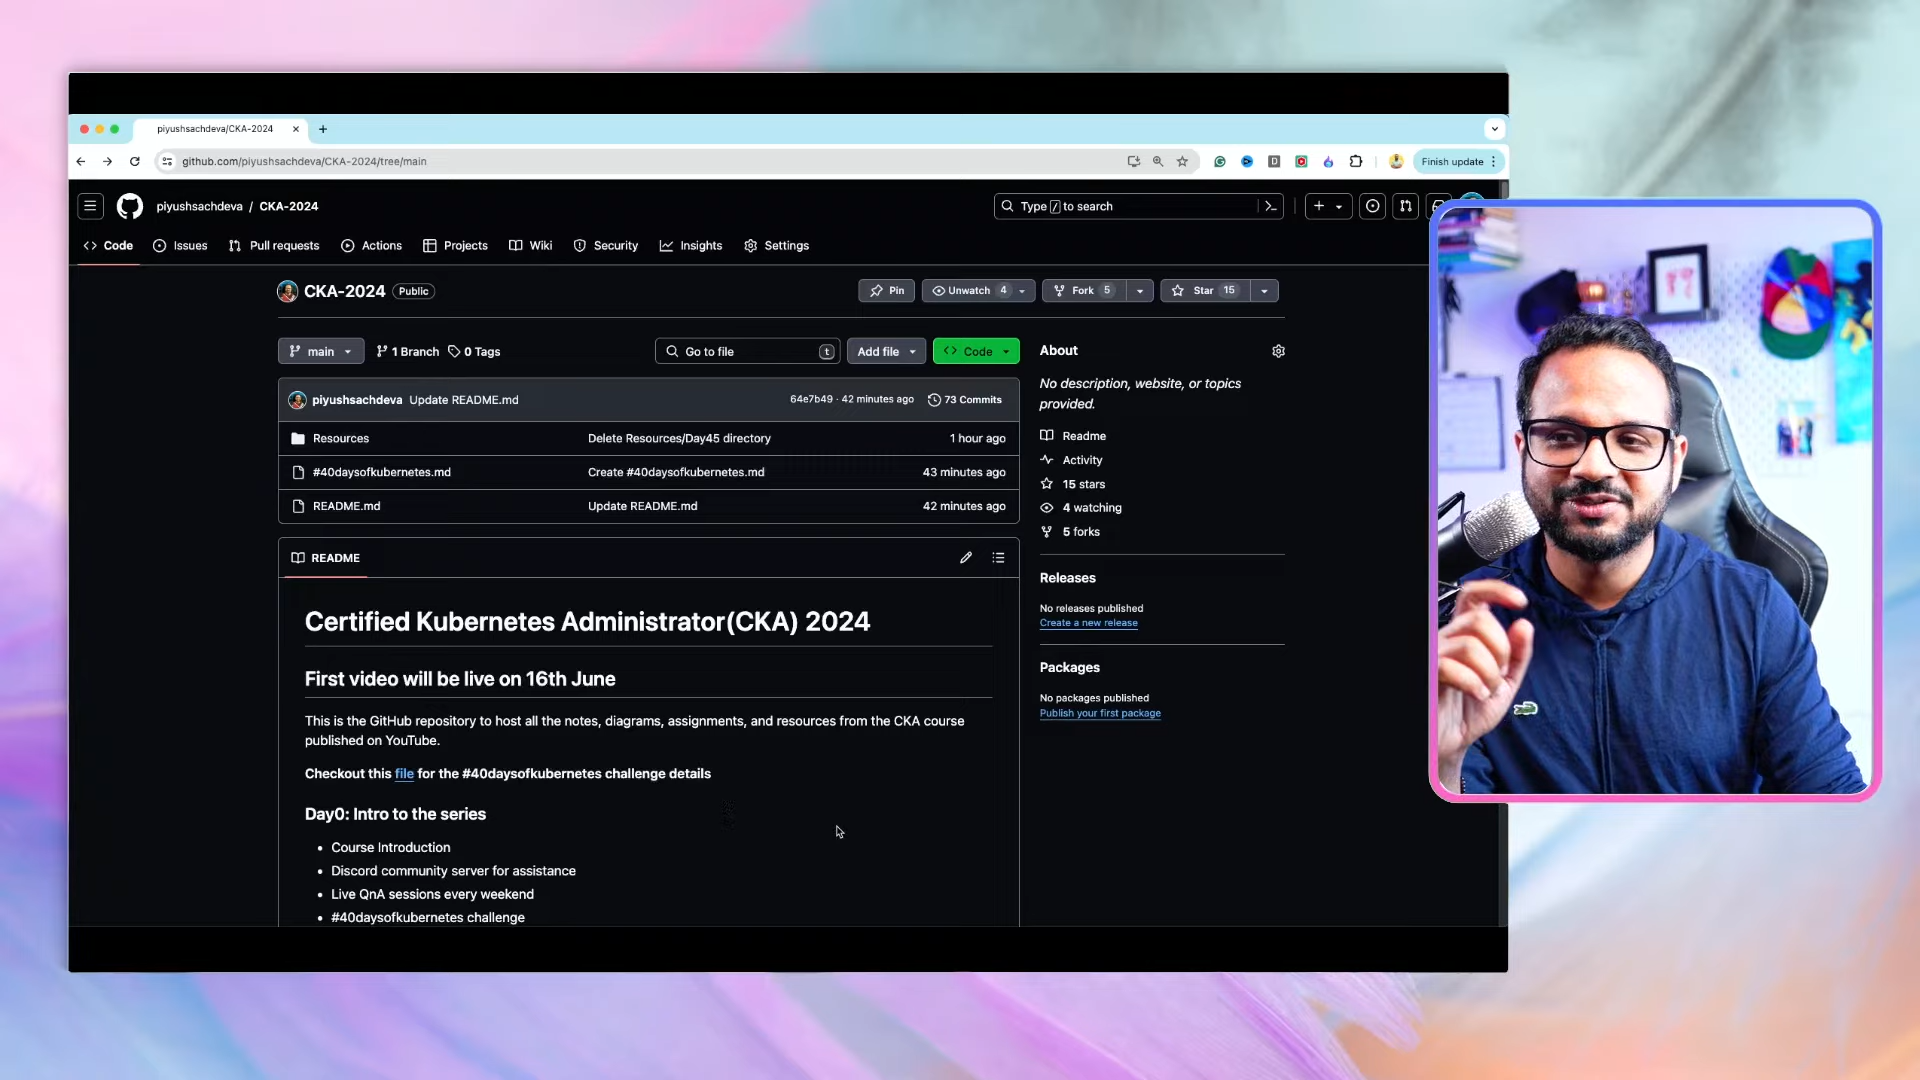 piyushsachdeva/CKA-2024
github.com/piyushsachdeva/CKA-2024/tree/main
Finish update
piyushsachdeva / CKA-2024
Type / to search
Code Issues Pull requests Actions Projects Wiki Security Insights Settings
CKA-2024 Public
Pin Unwatch 4 Fork 5 Star 15
main 1 Branch 0 Tags Go to file t Add file Code
piyushsachdeva Update README.md 64e7b49 · 42 minutes ago 73 Commits
Resources Delete Resources/Day45 directory 1 hour ago
#40daysofkubernetes.md Create #40daysofkubernetes.md 43 minutes ago
README.md Update README.md 42 minutes ago
README
Certified Kubernetes Administrator(CKA) 2024
First video will be live on 16th June
This is the GitHub repository to host all the notes, diagrams, assignments, and resources from the CKA course
published on YouTube.
Checkout this file for the #40daysofkubernetes challenge details
Day0: Intro to the series
• Course Introduction
• Discord community server for assistance
• Live QnA sessions every weekend
• #40daysofkubernetes challenge
About
No description, website, or topics
provided.
Readme
Activity
15 stars
4 watching
5 forks
Releases
No releases published
Create a new release
Packages
No packages published
Publish your first package